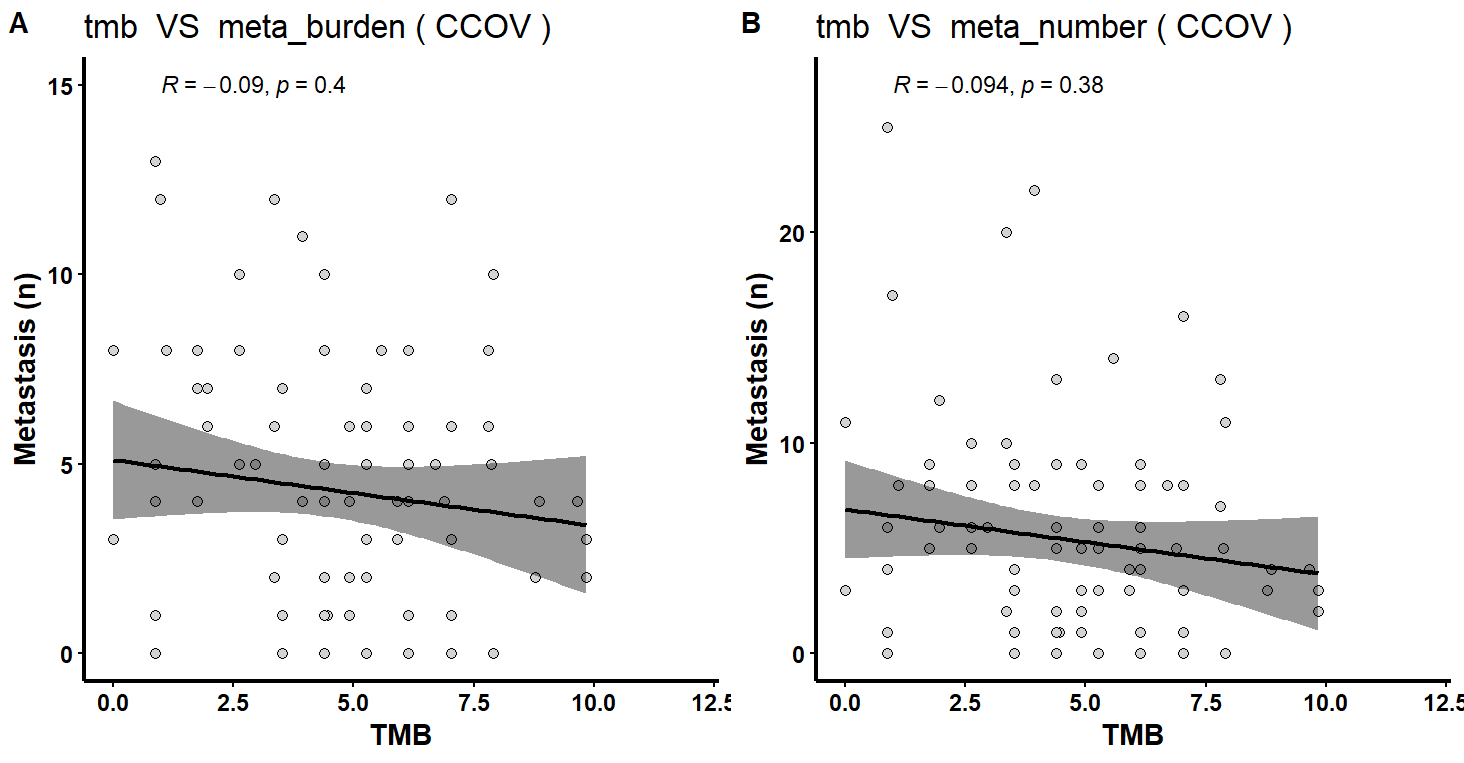 A
tmb VS meta_burden ( CCOV )
R = −0.09, p = 0.4
15
10
5
0
Metastasis (n)
0.0 2.5 5.0 7.5 10.0 12.5
TMB
B
tmb VS meta_number ( CCOV )
R = −0.094, p = 0.38
20
10
0
Metastasis (n)
0.0 2.5 5.0 7.5 10.0 12.5
TMB